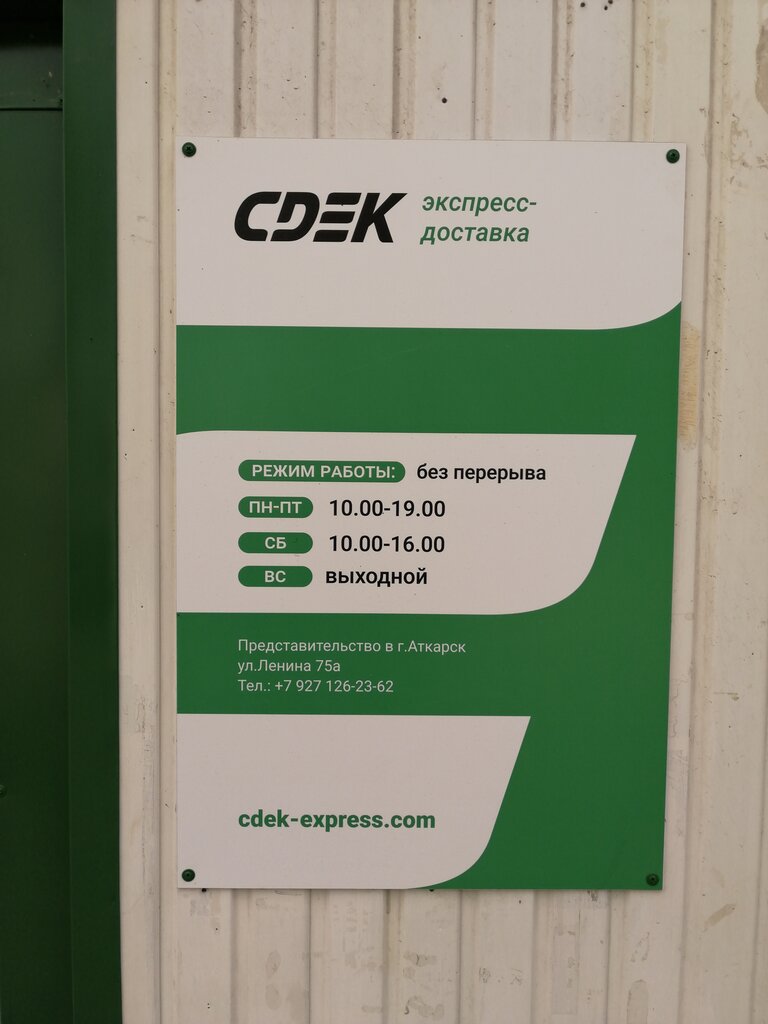 CDEK экспресс-
доставка
РЕЖИМ РАБОТЫ: без перерыва
ПН-ПТ 10.00-19.00
СБ 10.00-16.00
ВС выходной
Представительство в г.Аткарск
ул.Ленина 75а
Тел.: +7 927 126-23-62
cdek-express.com